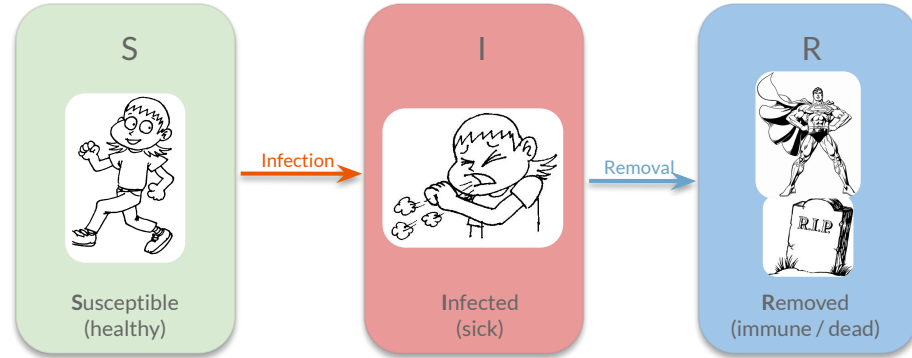 S
I
R
Infection
Removal
R.I.P.
Susceptible
(healthy)
Infected
(sick)
Removed
(immune / dead)